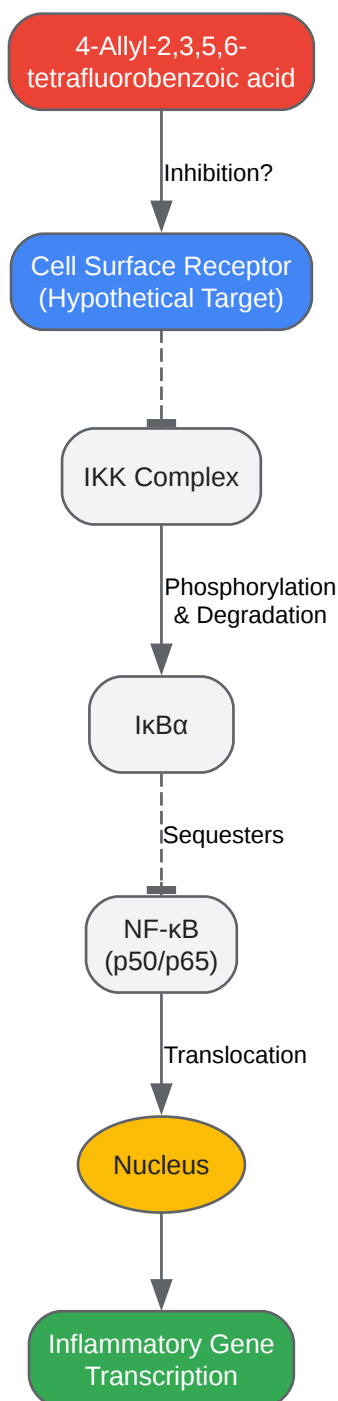 4-Allyl-2,3,5,6-
tetrafluorobenzoic acid
Inhibition?
Cell Surface Receptor
(Hypothetical Target)
IKK Complex
Phosphorylation
& Degradation
IκBα
Sequesters
NF-κB
(p50/p65)
Translocation
Nucleus
Inflammatory Gene
Transcription